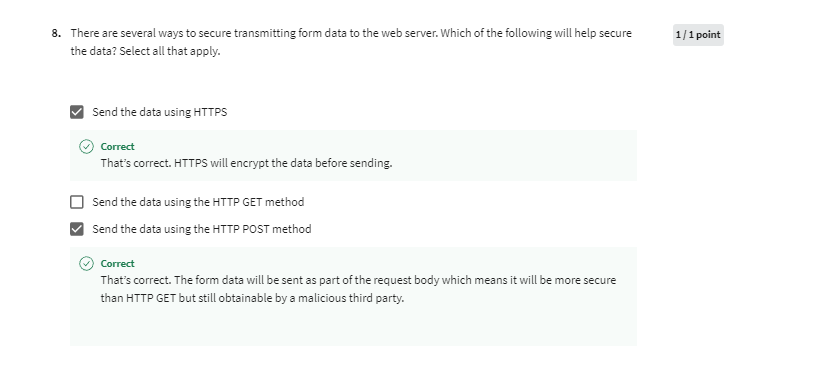 8. There are several ways to secure transmitting form data to the web server. Which of the following will help secure
the data? Select all that apply.
1 / 1 point
Send the data using HTTPS
Correct
That's correct. HTTPS will encrypt the data before sending.
Send the data using the HTTP GET method
Send the data using the HTTP POST method
Correct
That's correct. The form data will be sent as part of the request body which means it will be more secure
than HTTP GET but still obtainable by a malicious third party.